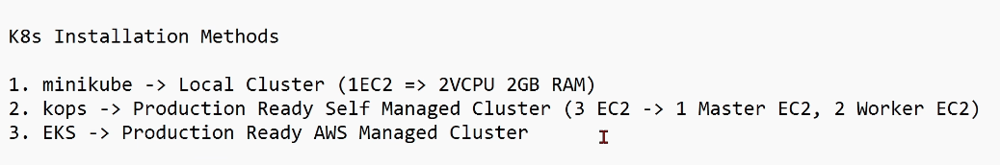 K8s Installation Methods
1. minikube -> Local Cluster (1EC2 => 2VCPU 2GB RAM)
2. kops -> Production Ready Self Managed Cluster (3 EC2 -> 1 Master EC2, 2 Worker EC2)
3. EKS -> Production Ready AWS Managed Cluster